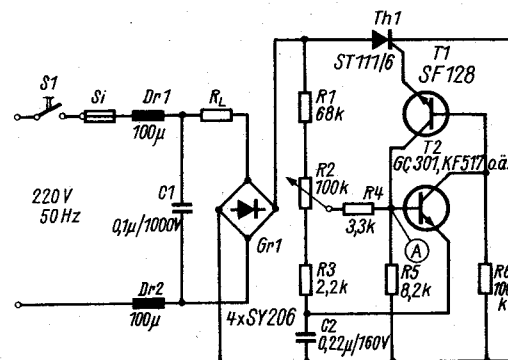 Th1
ST111/6
T1
SF128
S1
Si
Dr1
100µ
R_L
R1
68k
T2
GC301, KF517 o.ä.
R2
100k
R4
3,3k
220V
50Hz
C1
0,1µ/1000V
Gr1
A
R3
2,2k
R5
8,2k
R6
100
k
Dr2
100µ
4xSY206
C2
0,22µ/160V